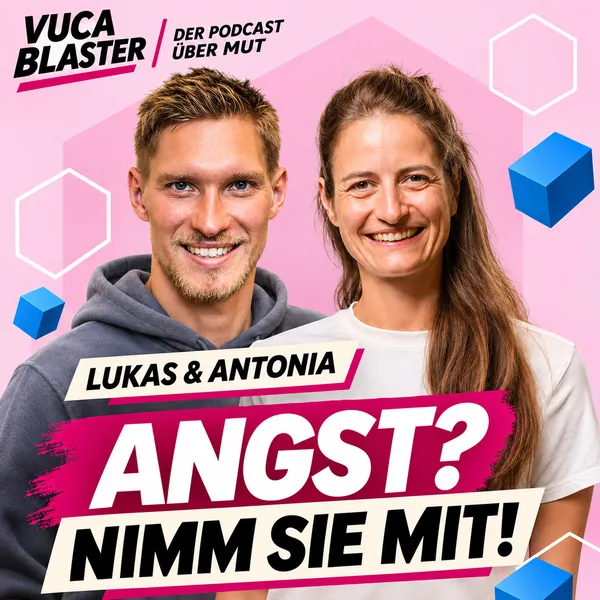 VUCA
BLASTER
DER PODCAST
ÜBER MUT
LUKAS & ANTONIA
ANGST?
NIMM SIE MIT!